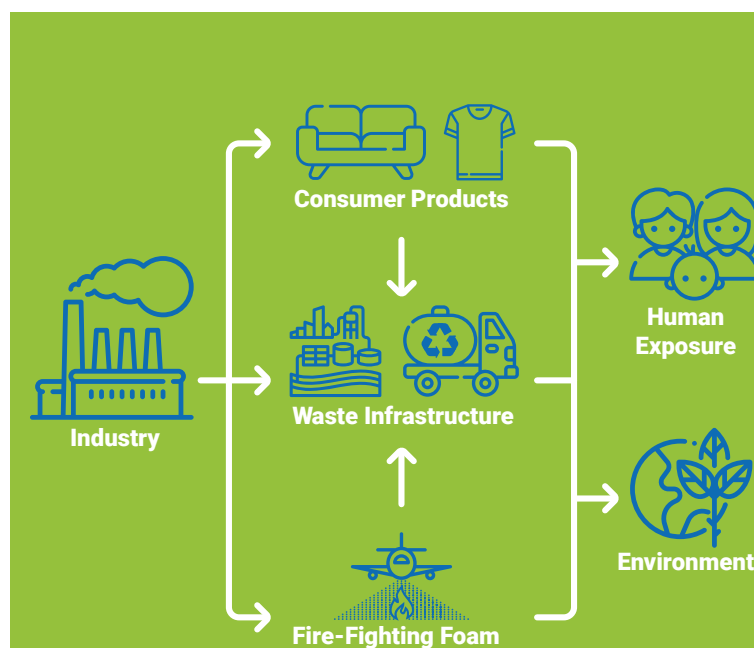 Consumer Products
Human
Exposure
Waste Infrastructure
Industry
Environment
Fire-Fighting Foam